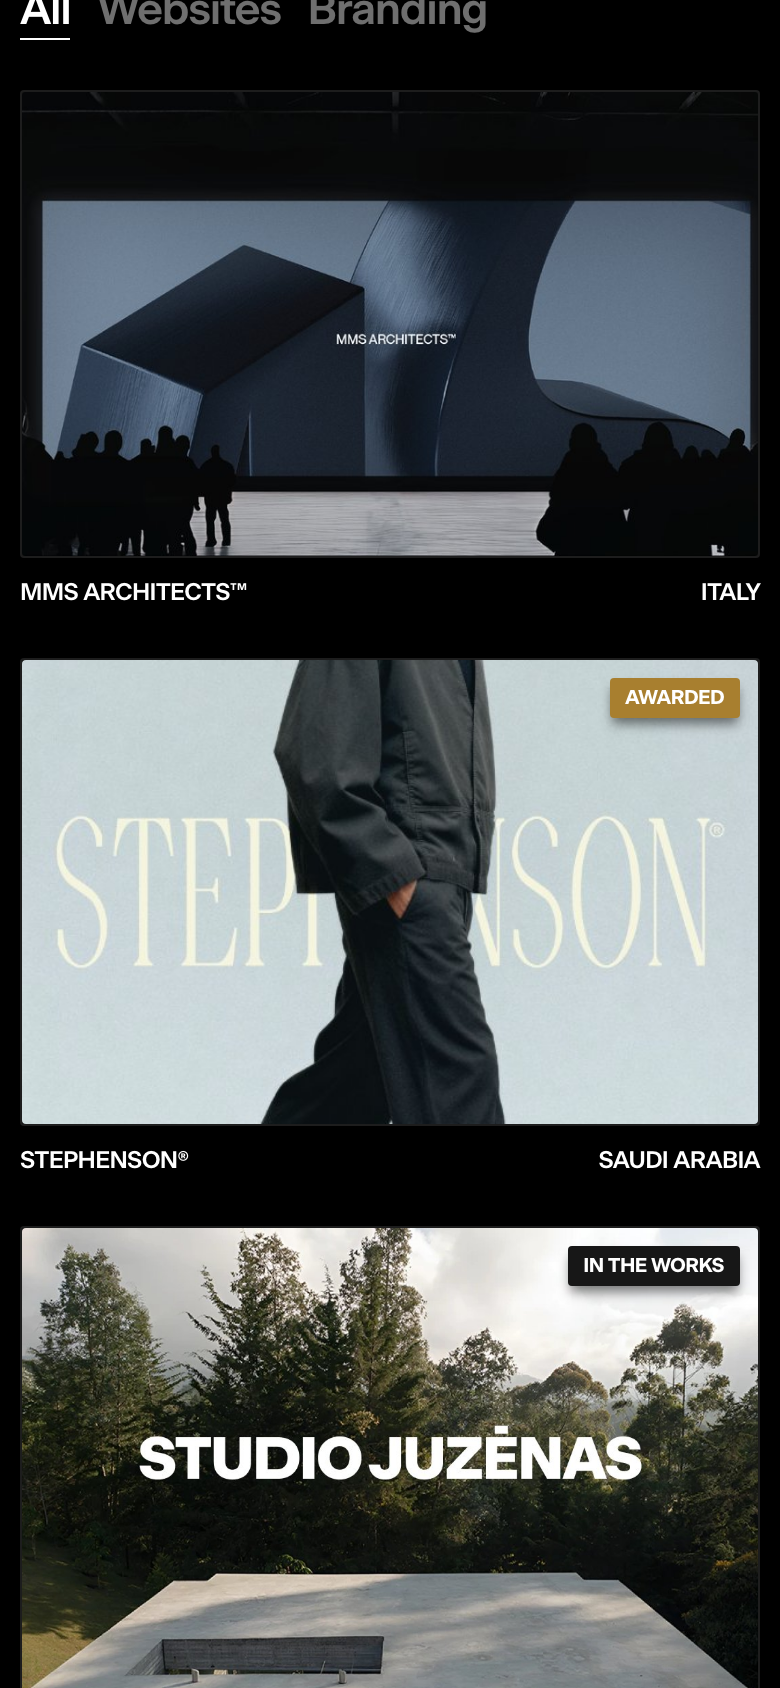 All Websites Branding
MMS ARCHITECTS™
MMS ARCHITECTS™ ITALY
AWARDED
STEPHENSON®
STEPHENSON® SAUDI ARABIA
IN THE WORKS
STUDIO JUZĖNAS